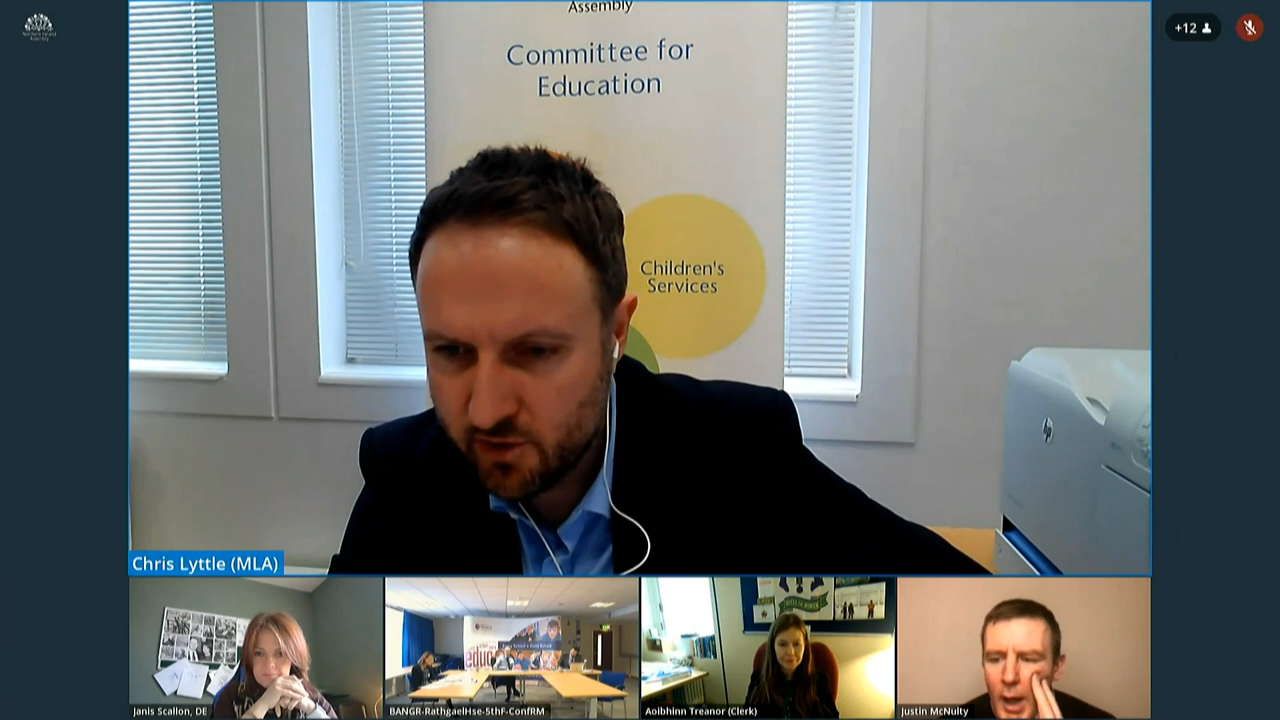 Assembly
Committee for
Education
+12
Children's
Services
hp
Chris Lyttle (MLA)
Janis Scallon, DE
BANGR-RathgaelHse-5thF-ConfRM
Aoibhinn Treanor (Clerk)
Justin McNulty